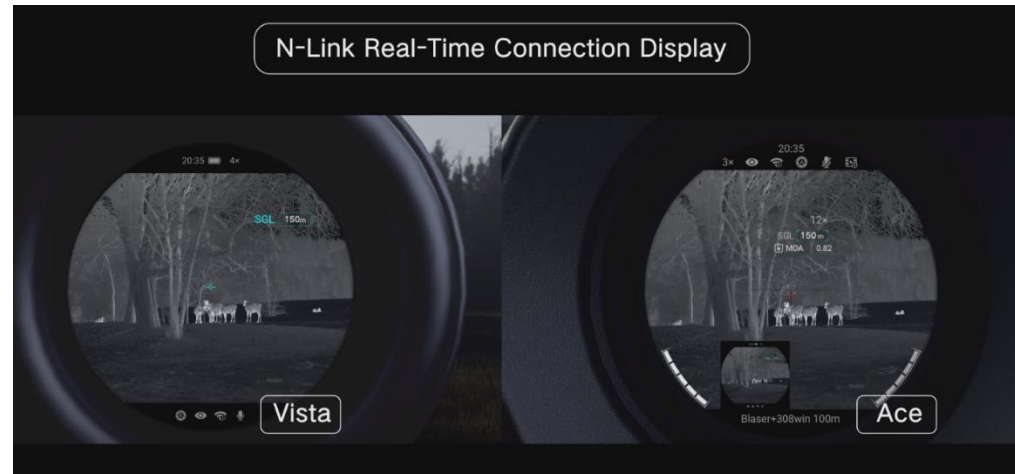 N-Link Real-Time Connection Display
20:35 4×
SGL 150m
Vista
20:35
3×
12×
SGL 150m
MOA 0.82
Blaser+308win 100m
Ace